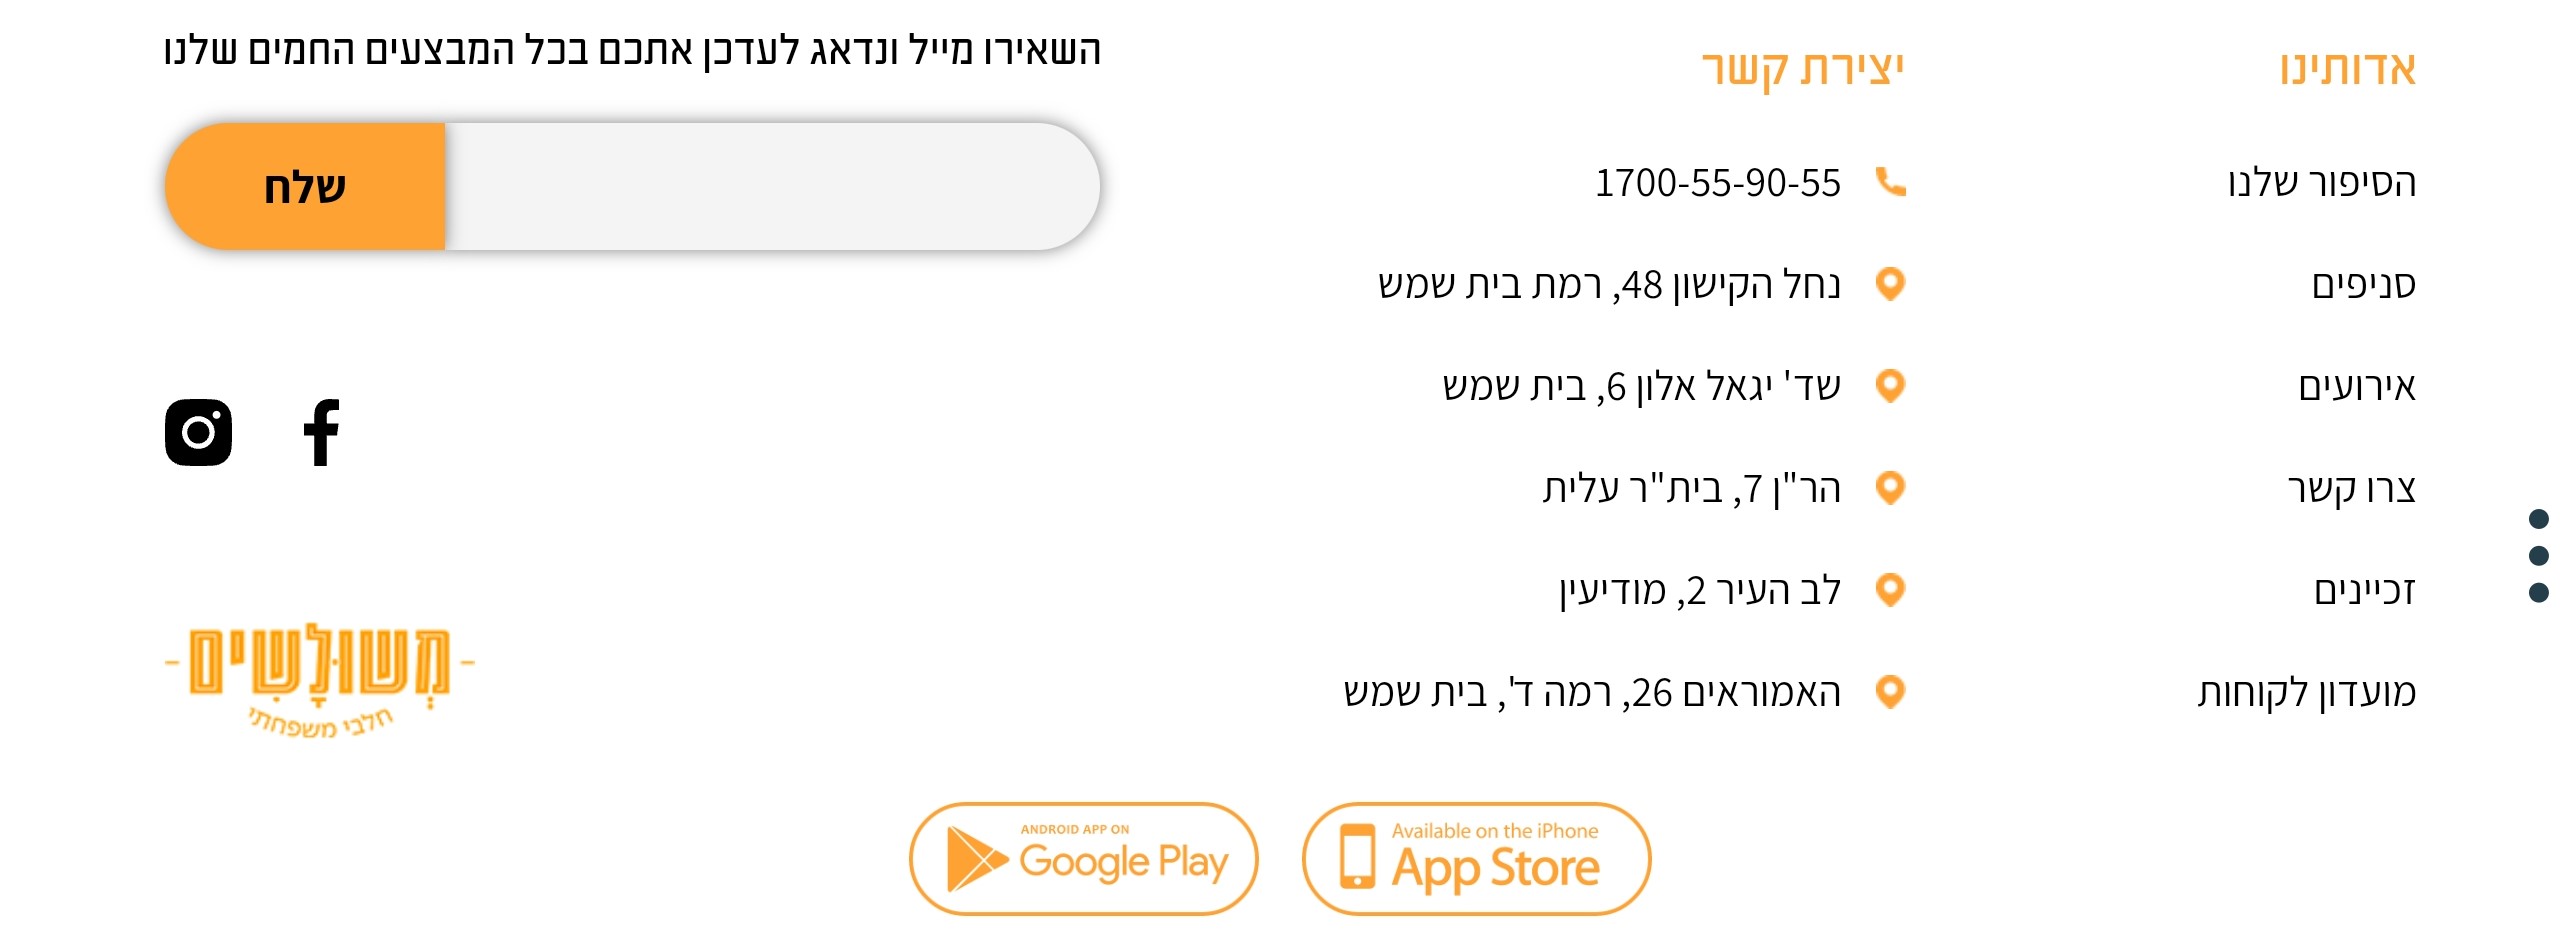 אדותינו
הסיפור שלנו
סניפים
אירועים
צרו קשר
זכיינים
מועדון לקוחות
יצירת קשר
1700-55-90-55
נחל הקישון 48, רמת בית שמש
שד' יגאל אלון 6, בית שמש
הר"ן 7, בית"ר עלית
לב העיר 2, מודיעין
האמוראים 26, רמה ד', בית שמש
השאירו מייל ונדאג לעדכן אתכם בכל המבצעים החמים שלנו
שלח
-מְשוּלָשִים-
חלבי משפחתי
Available on the iPhone
App Store
ANDROID APP ON
Google Play